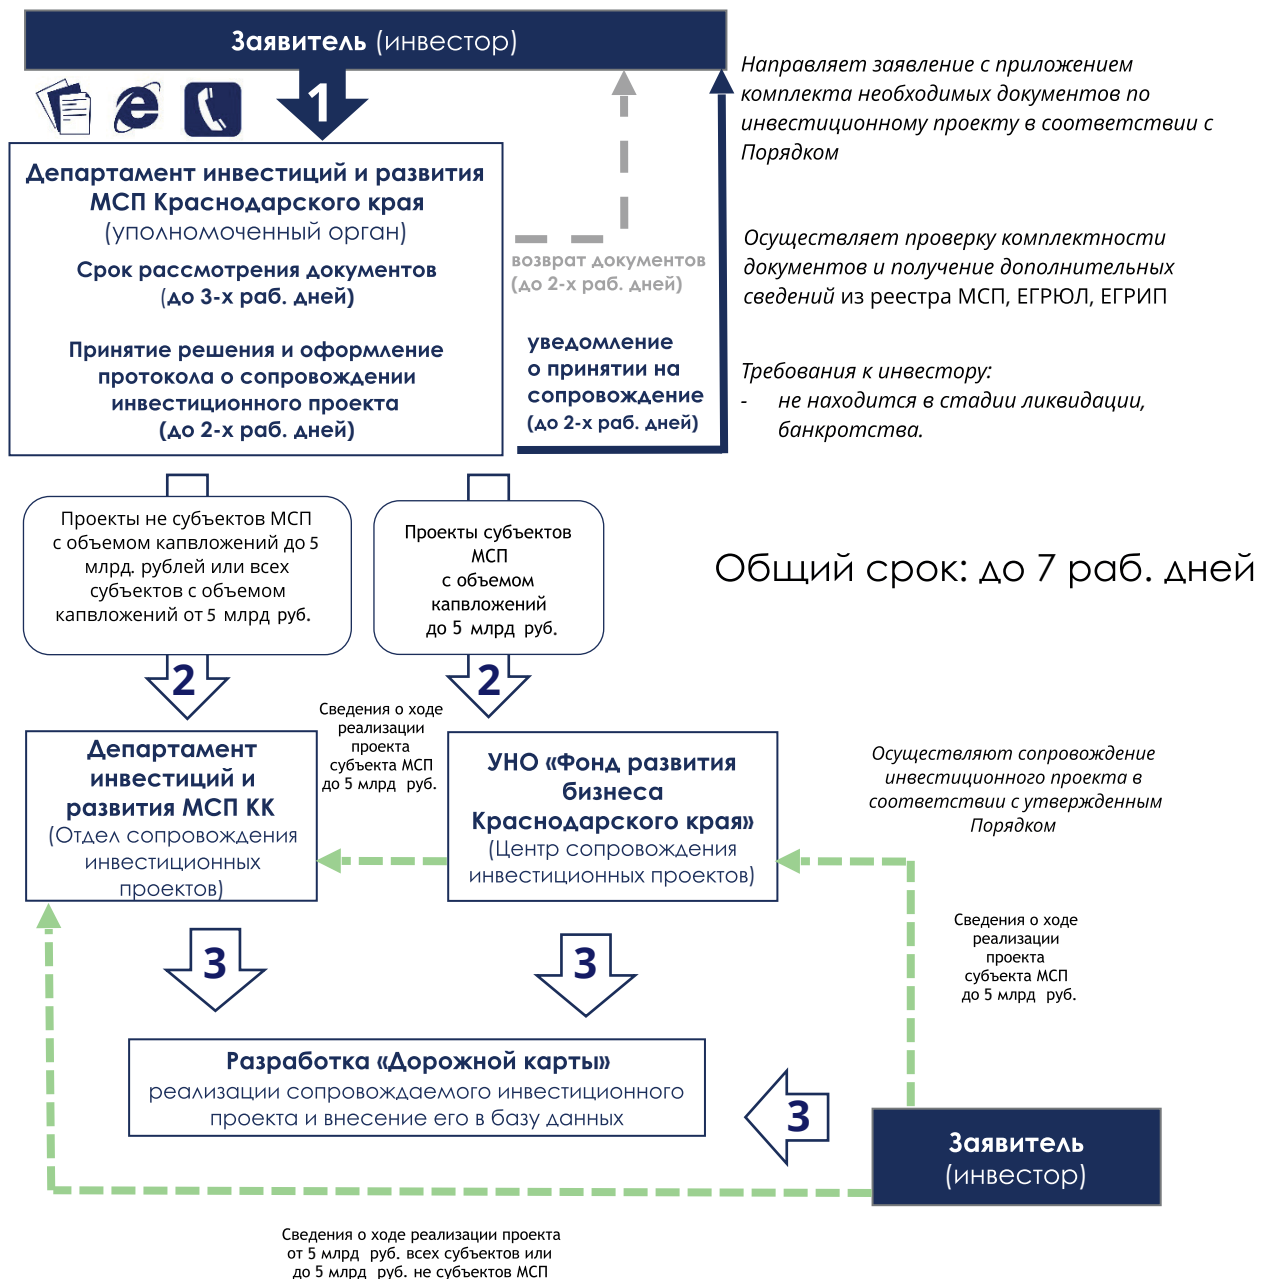 Заявитель (инвестор)
1
Направляет заявление с приложением
комплекта необходимых документов по
инвестиционному проекту в соответствии с
Порядком
Департамент инвестиций и развития
МСП Краснодарского края
(уполномоченный орган)
Срок рассмотрения документов
(до 3-х раб. дней)
Принятие решения и оформление
протокола о сопровождении
инвестиционного проекта
(до 2-х раб. дней)
возврат документов
(до 2-х раб. дней)
уведомление
о принятии на
сопровождение
(до 2-х раб. дней)
Осуществляет проверку комплектности
документов и получение дополнительных
сведений из реестра МСП, ЕГРЮЛ, ЕГРИП
Требования к инвестору:
- не находится в стадии ликвидации,
банкротства.
Проекты не субъектов МСП
с объемом капвложений до 5
млрд. рублей или всех
субъектов с объемом
капвложений от 5 млрд руб.
Проекты субъектов
МСП
с объемом
капвложений
до 5 млрд руб.
Общий срок: до 7 раб. дней
2
2
Департамент
инвестиций и
развития МСП КК
(Отдел сопровождения
инвестиционных
проектов)
Сведения о ходе
реализации
проекта
субъекта МСП
до 5 млрд руб.
УНО «Фонд развития
бизнеса
Краснодарского края»
(Центр сопровождения
инвестиционных проектов)
Осуществляют сопровождение
инвестиционного проекта в
соответствии с утвержденным
Порядком
Сведения о ходе
реализации
проекта
субъекта МСП
до 5 млрд руб.
3
3
Разработка «Дорожной карты»
реализации сопровождаемого инвестиционного
проекта и внесение его в базу данных
3
Заявитель
(инвестор)
Сведения о ходе реализации проекта
от 5 млрд руб. всех субъектов или
до 5 млрд руб. не субъектов МСП